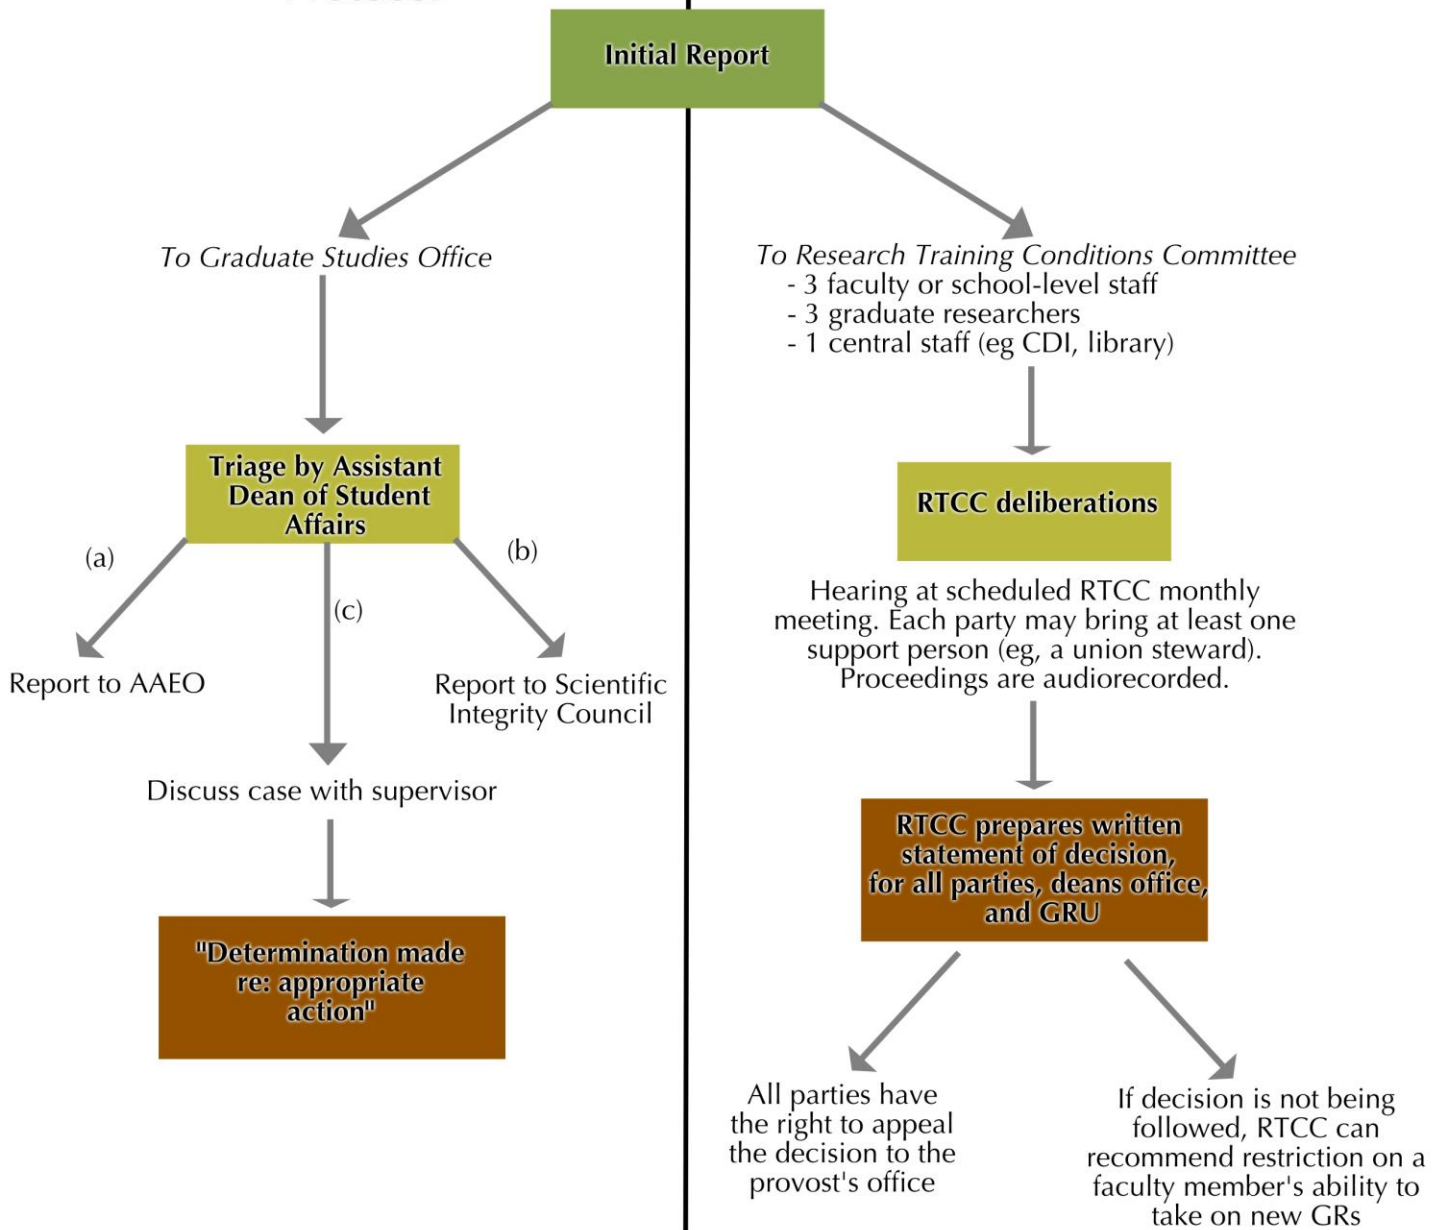 Initial Report
To Graduate Studies Office
Triage by Assistant
Dean of Student
Affairs
(a)
(b)
(c)
Report to AAEO
Report to Scientific
Integrity Council
Discuss case with supervisor
"Determination made
re: appropriate
action"
To Research Training Conditions Committee
- 3 faculty or school-level staff
- 3 graduate researchers
- 1 central staff (eg CDI, library)
RTCC deliberations
Hearing at scheduled RTCC monthly
meeting. Each party may bring at least one
support person (eg, a union steward).
Proceedings are audiorecorded.
RTCC prepares written
statement of decision,
for all parties, deans office,
and GRU
All parties have
the right to appeal
the decision to the
provost's office
If decision is not being
followed, RTCC can
recommend restriction on a
faculty member's ability to
take on new GRs